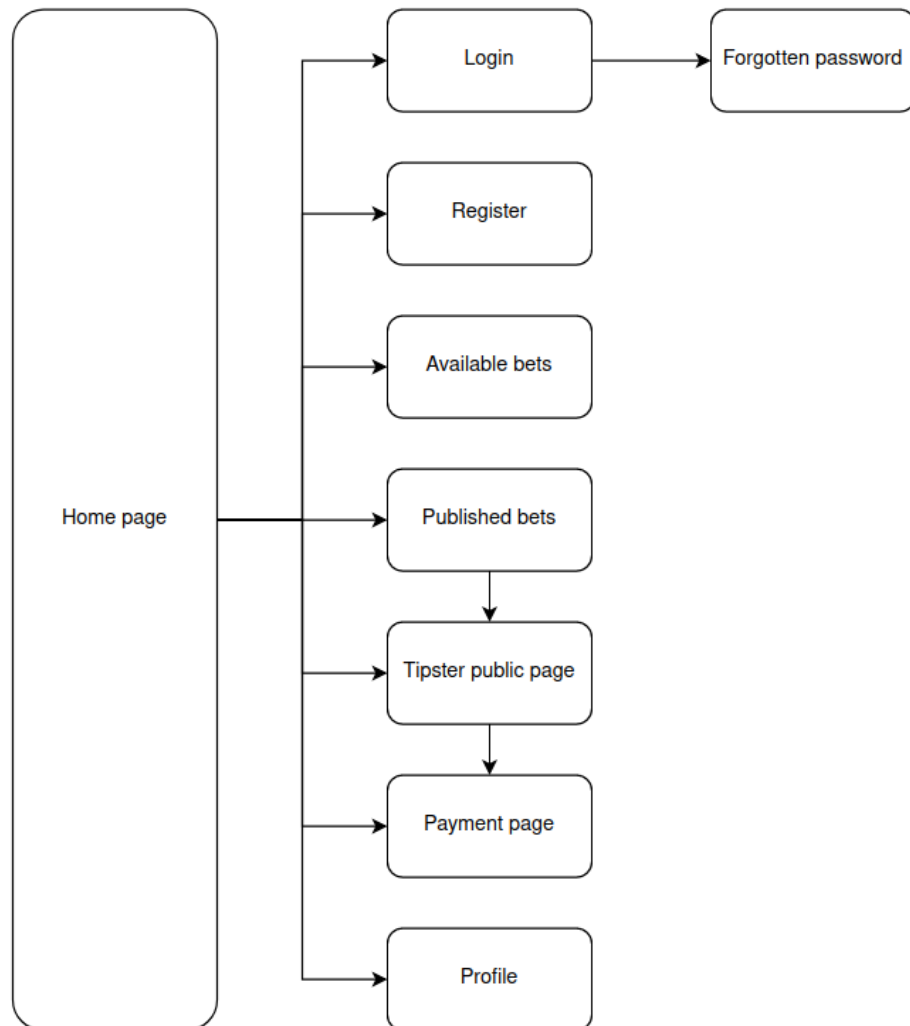 Login
Forgotten password
Register
Available bets
Home page
Published bets
Tipster public page
Payment page
Profile